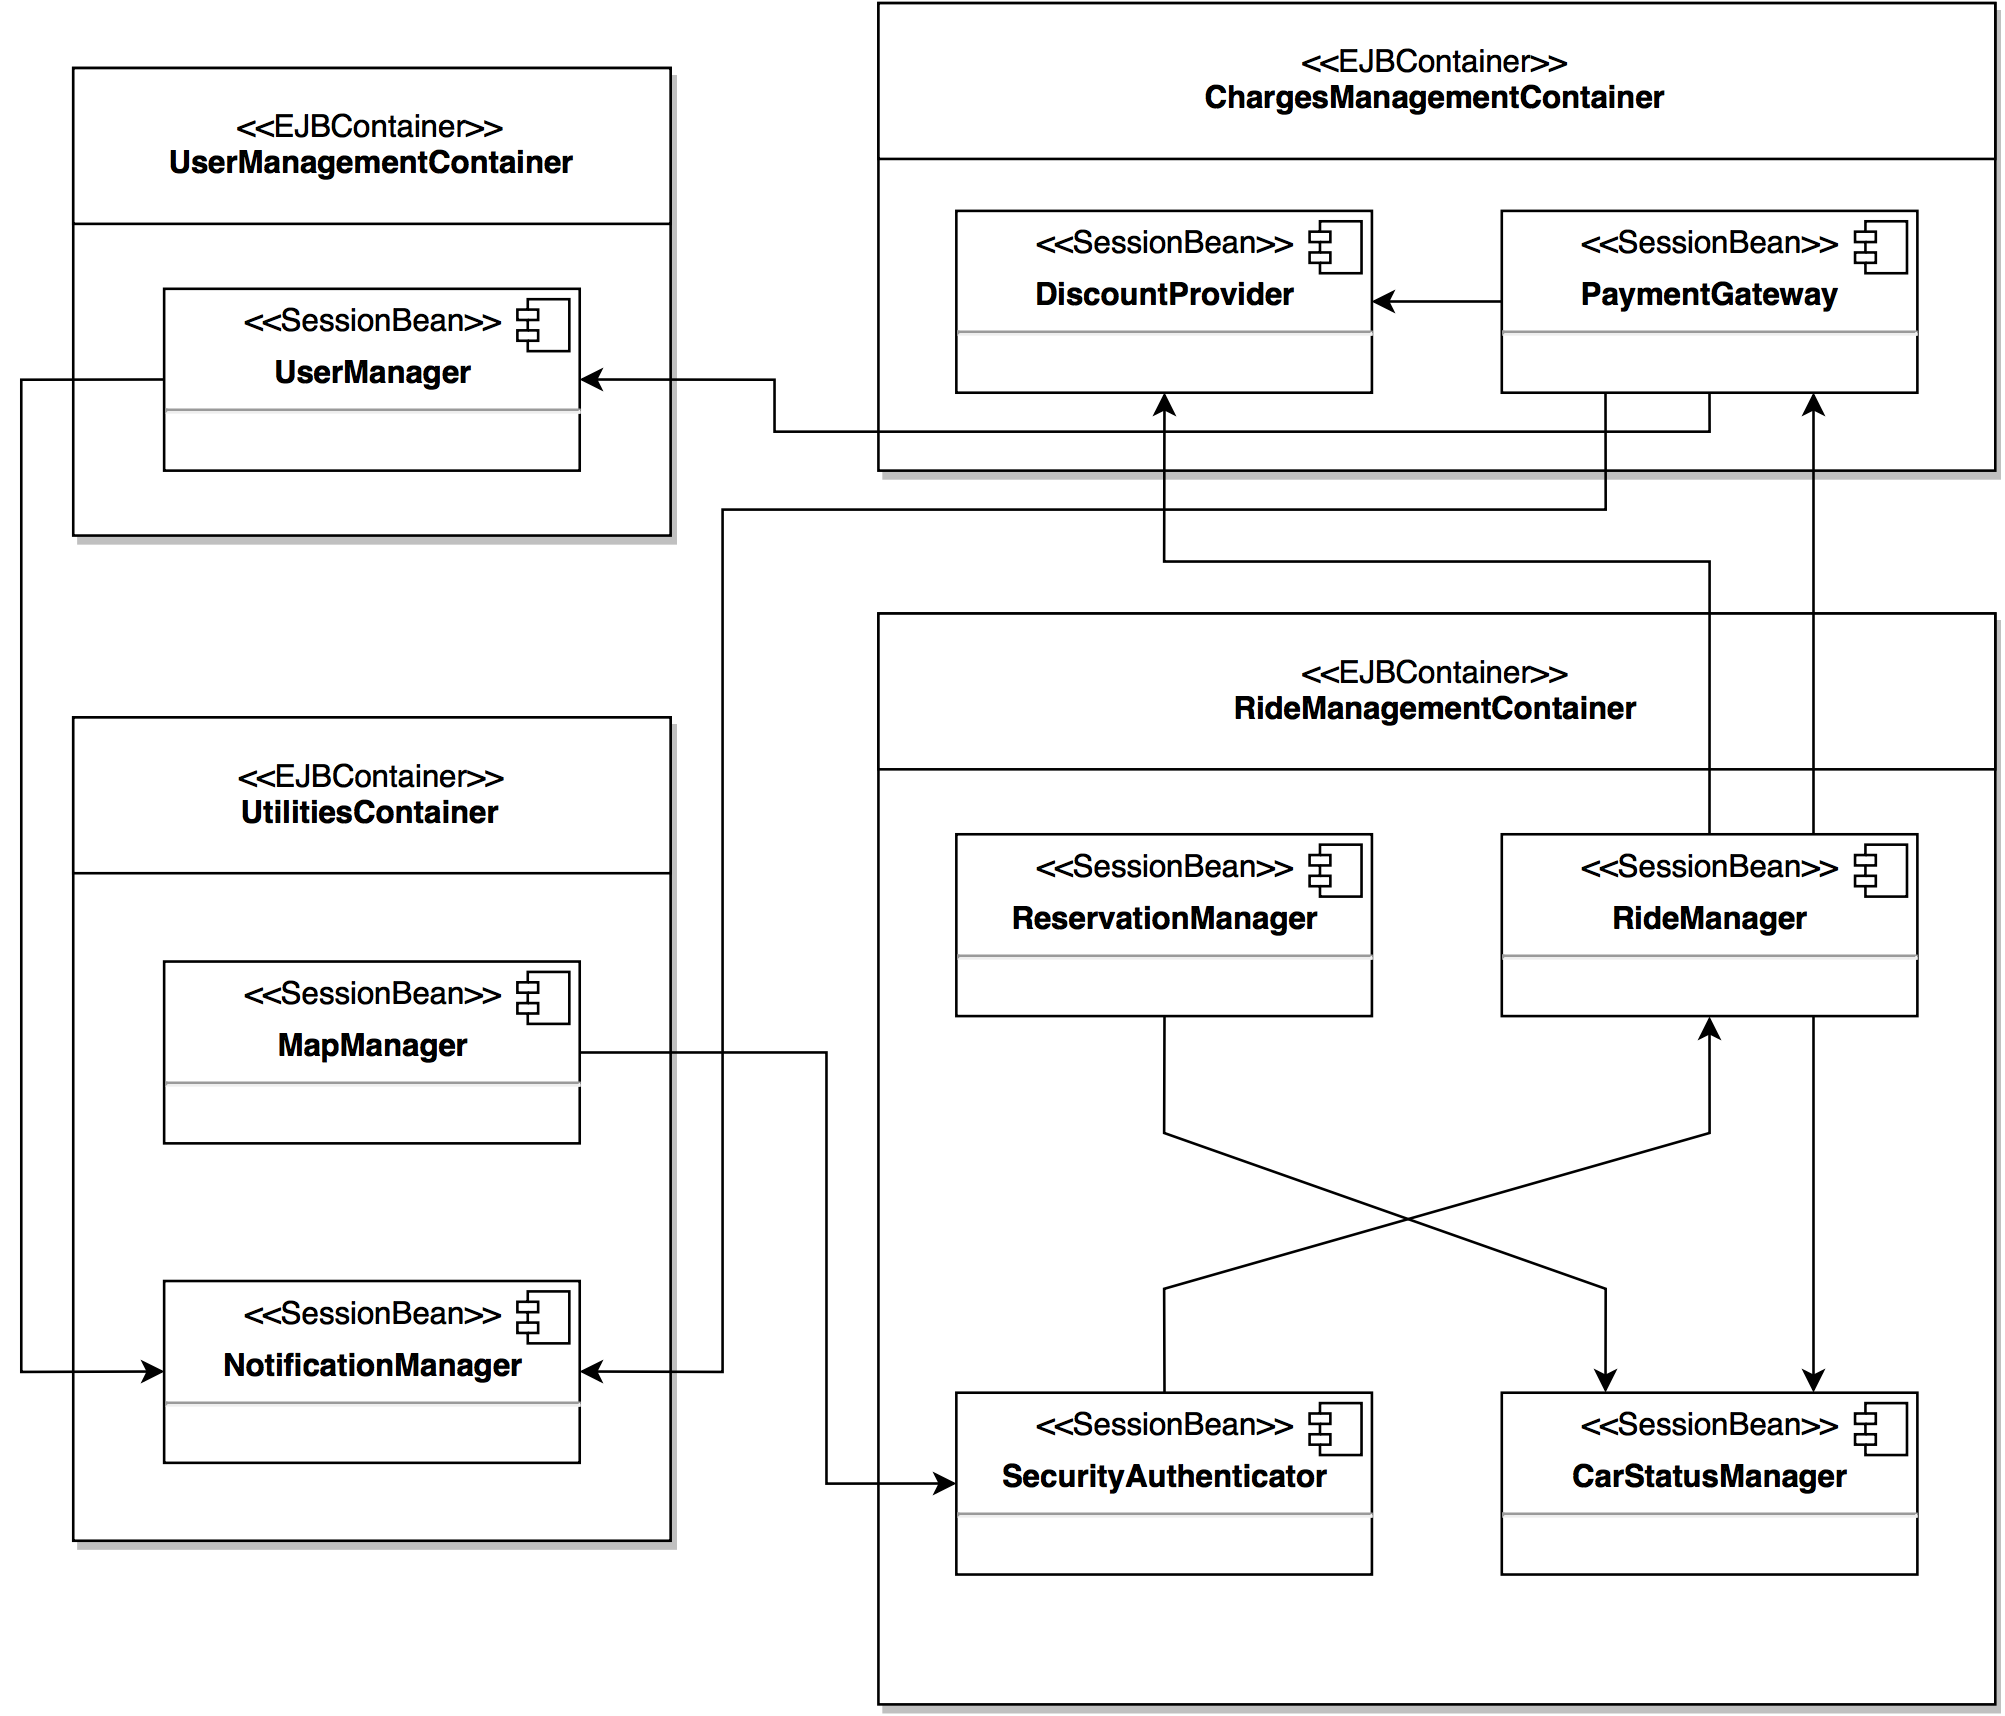 <<EJBContainer>>
UserManagementContainer
<<SessionBean>>
UserManager
<<EJBContainer>>
ChargesManagementContainer
<<SessionBean>>
DiscountProvider
<<SessionBean>>
PaymentGateway
<<EJBContainer>>
UtilitiesContainer
<<SessionBean>>
MapManager
<<SessionBean>>
NotificationManager
<<EJBContainer>>
RideManagementContainer
<<SessionBean>>
ReservationManager
<<SessionBean>>
RideManager
<<SessionBean>>
SecurityAuthenticator
<<SessionBean>>
CarStatusManager